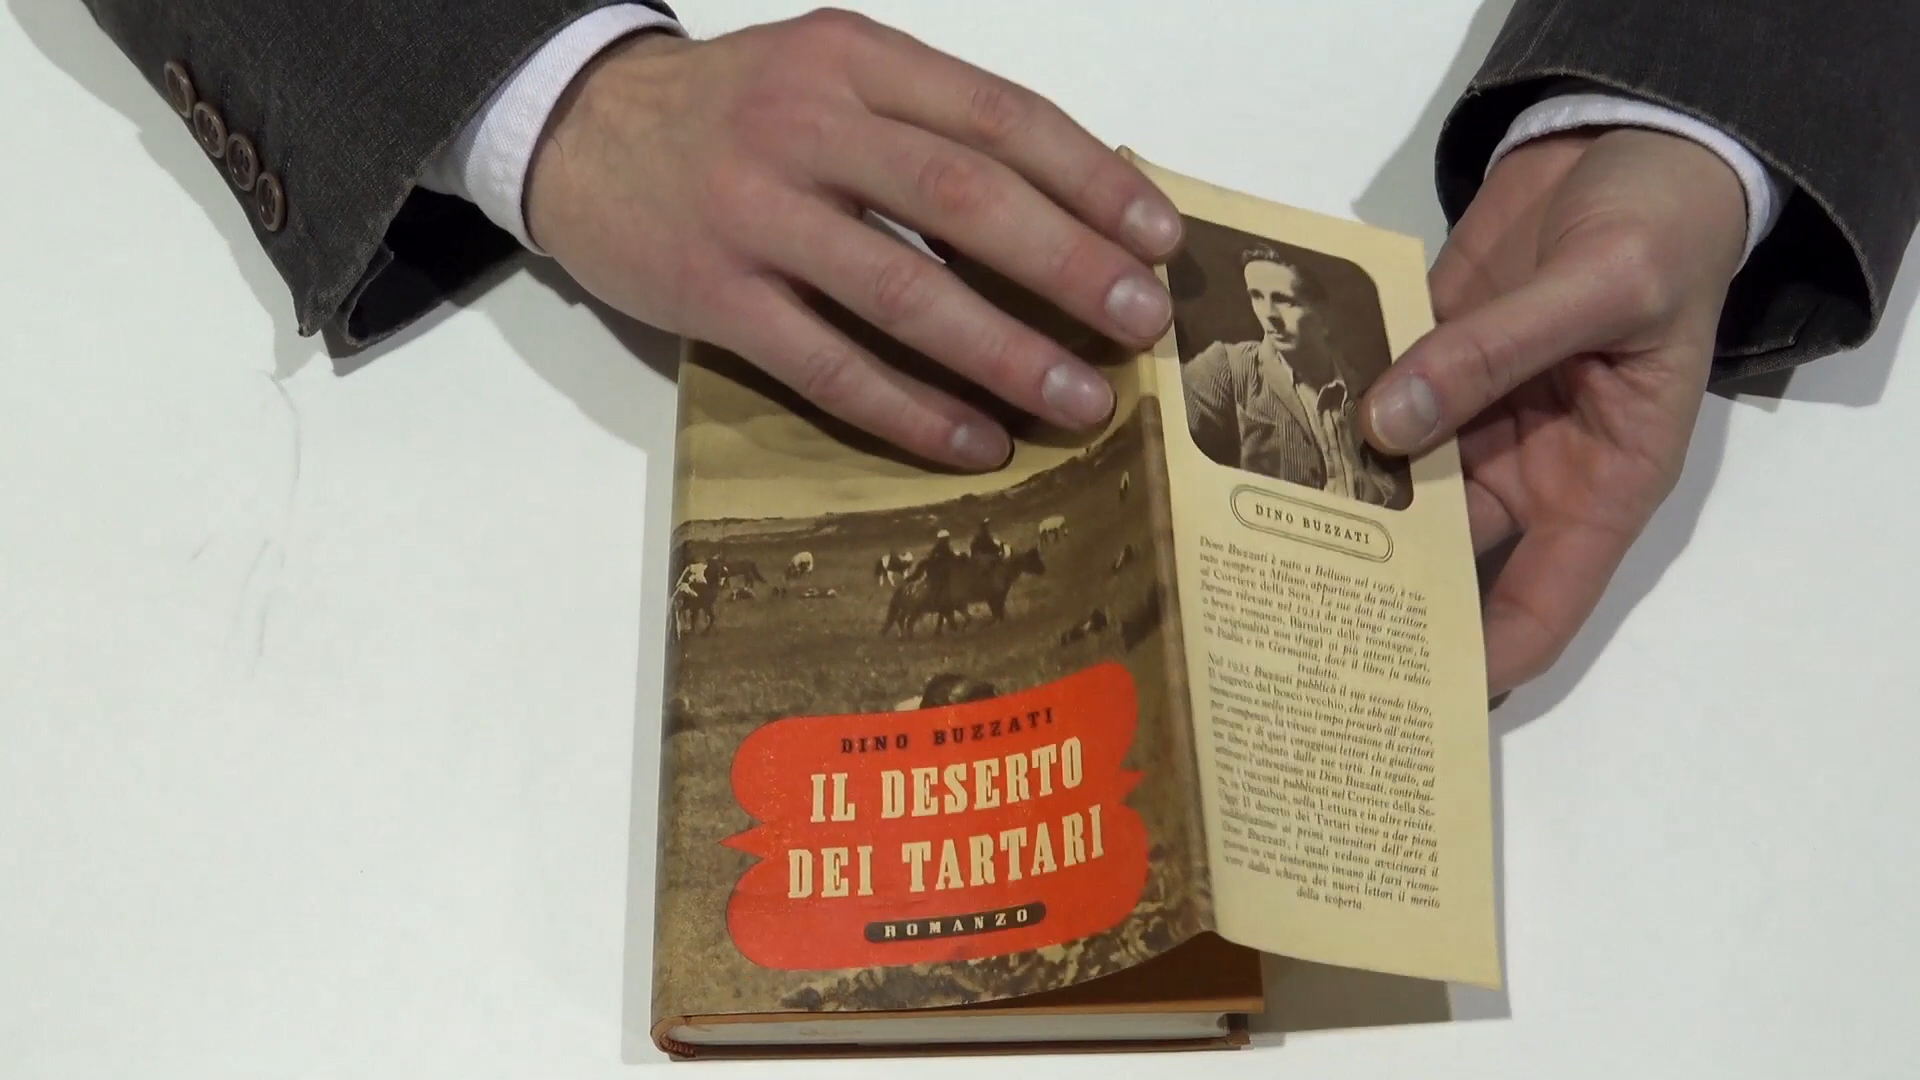 DINO BUZZATI
IL DESERTO
DEI TARTARI
ROMANZO
DINO BUZZATI
Dino Buzzati è nato a Belluno nel 1906, è vis-
suto sempre a Milano, appartiene da molti anni
al Corriere della Sera. Le sue doti di scrittore
furono rilevate nel 1933 da un lungo racconto,
o breve romanzo, Barnabo delle montagne, la
cui originalità non sfuggì ai più attenti lettori,
in Italia e in Germania, dove il libro fu subito
tradotto.
Nel 1935 Buzzati pubblicò il suo secondo libro,
Il segreto del bosco vecchio, che ebbe un chiaro
insuccesso e nello stesso tempo procurò all'autore,
per compenso, la vivace ammirazione di scrittori
giovani e di quei coraggiosi lettori che giudicano
un libro soltanto dalle sue virtù. In seguito, ad
attirare l'attenzione su Dino Buzzati, contribui-
rono i racconti pubblicati nel Corriere della Se-
ra, in Omnibus, nella Lettura e in altre riviste.
Oggi Il deserto dei Tartari viene a dar piena
soddisfazione ai primi sostenitori dell'arte di
Dino Buzzati, i quali vedono avvicinarsi il
giorno in cui tenteranno invano di farsi ricono-
scere dalla schiera dei nuovi lettori il merito
della scoperta.